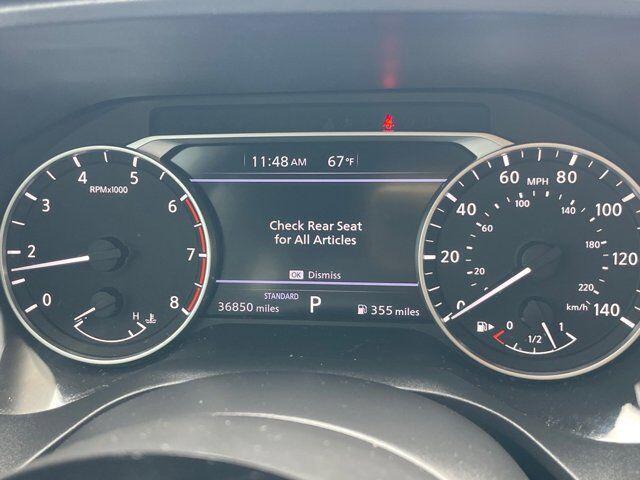 11:48 AM 67°F
Check Rear Seat
for All Articles
OK Dismiss
STANDARD
36850 miles P 355 miles
0 1 2 3 4 5 6 7 8
RPMx1000
H
0 20 40 60 80 100 120 140
MPH
20 60 100 140 180 220
km/h
0 1/2 1